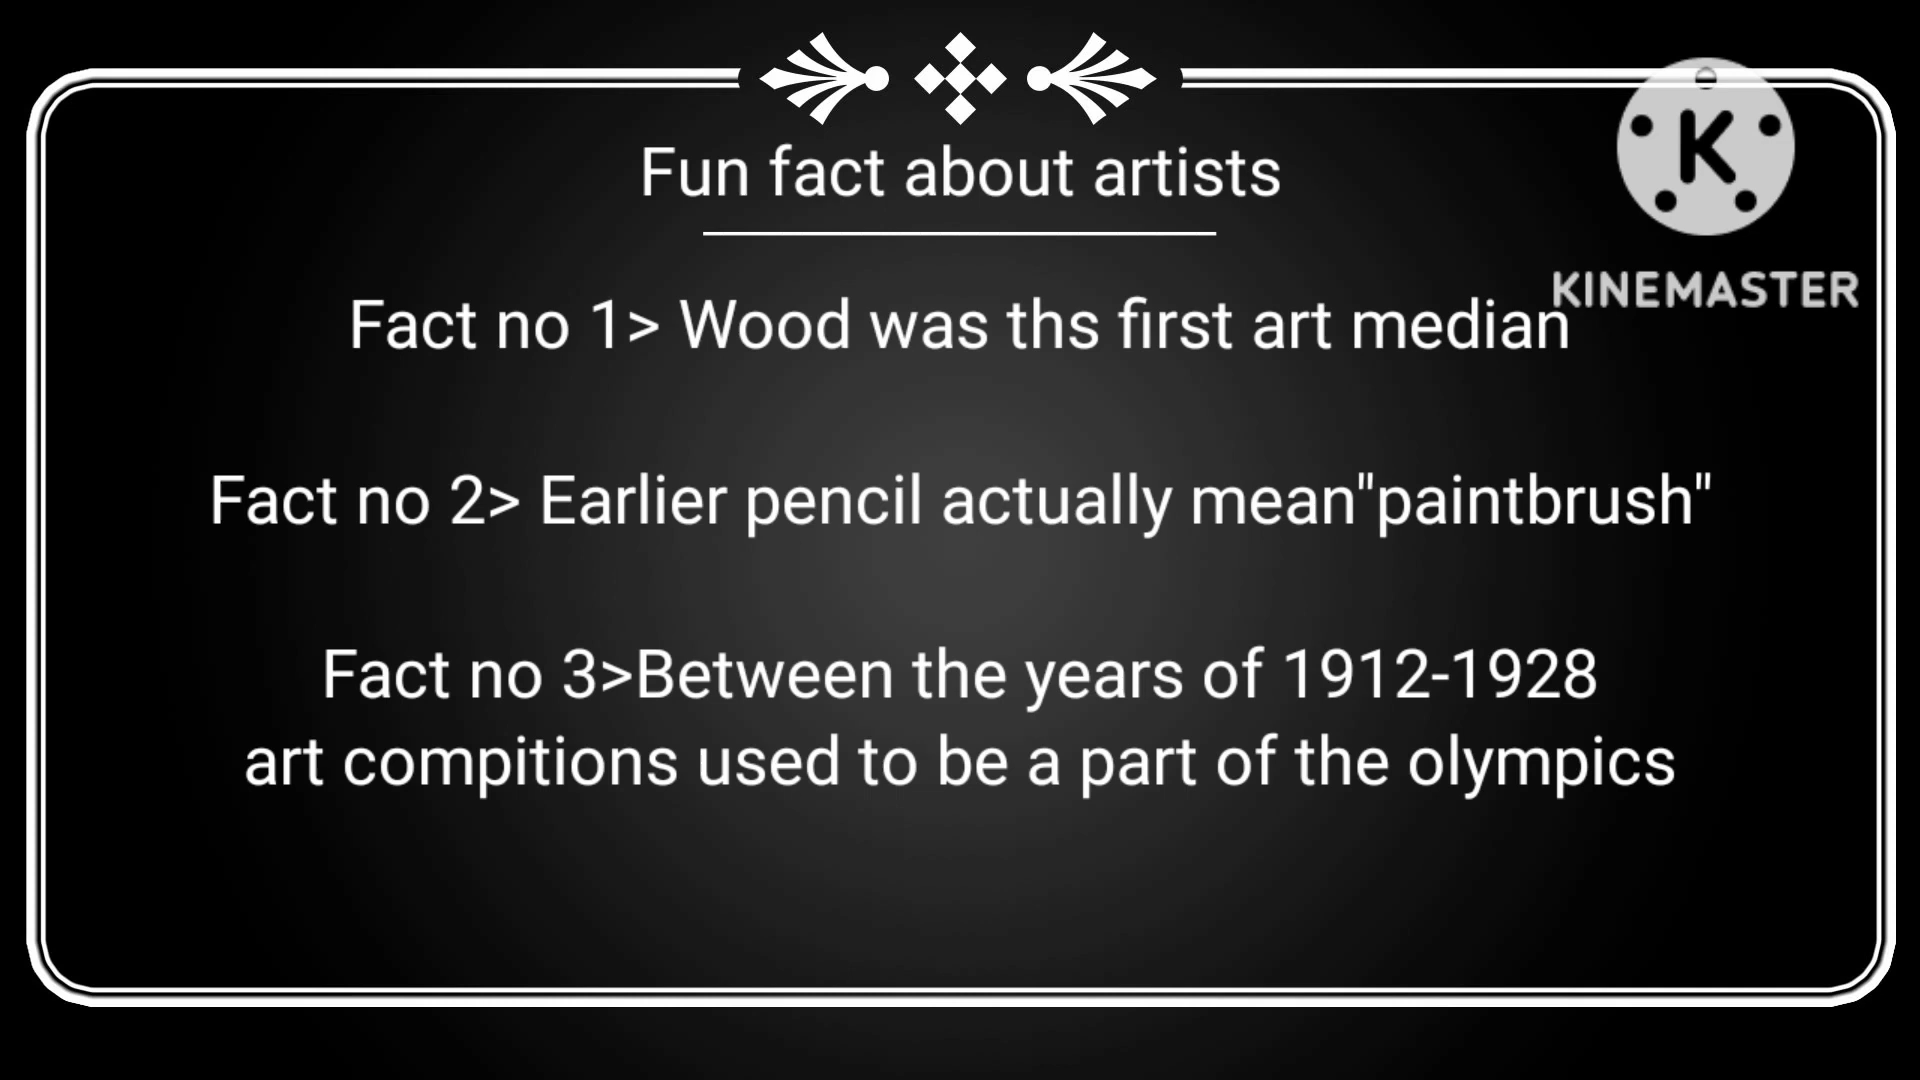 Fun fact about artists
K
KINEMASTER
Fact no 1> Wood was ths first art median
Fact no 2> Earlier pencil actually mean"paintbrush"
Fact no 3>Between the years of 1912-1928
art compitions used to be a part of the olympics